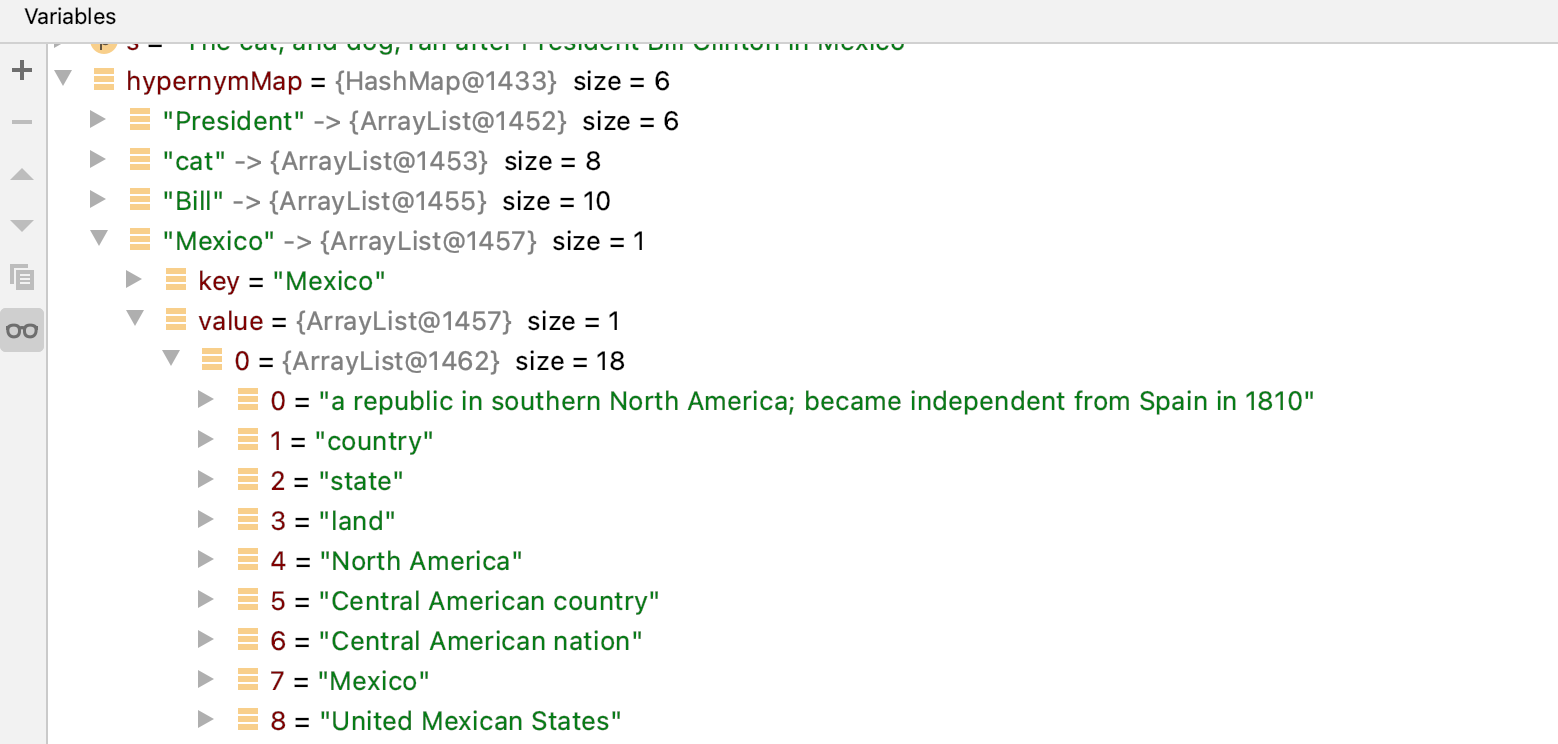 Variables
s = "The cat, and dog, ran after President Bill Clinton in Mexico"
hypernymMap = {HashMap@1433} size = 6
"President" -> {ArrayList@1452} size = 6
"cat" -> {ArrayList@1453} size = 8
"Bill" -> {ArrayList@1455} size = 10
"Mexico" -> {ArrayList@1457} size = 1
key = "Mexico"
value = {ArrayList@1457} size = 1
0 = {ArrayList@1462} size = 18
0 = "a republic in southern North America; became independent from Spain in 1810"
1 = "country"
2 = "state"
3 = "land"
4 = "North America"
5 = "Central American country"
6 = "Central American nation"
7 = "Mexico"
8 = "United Mexican States"